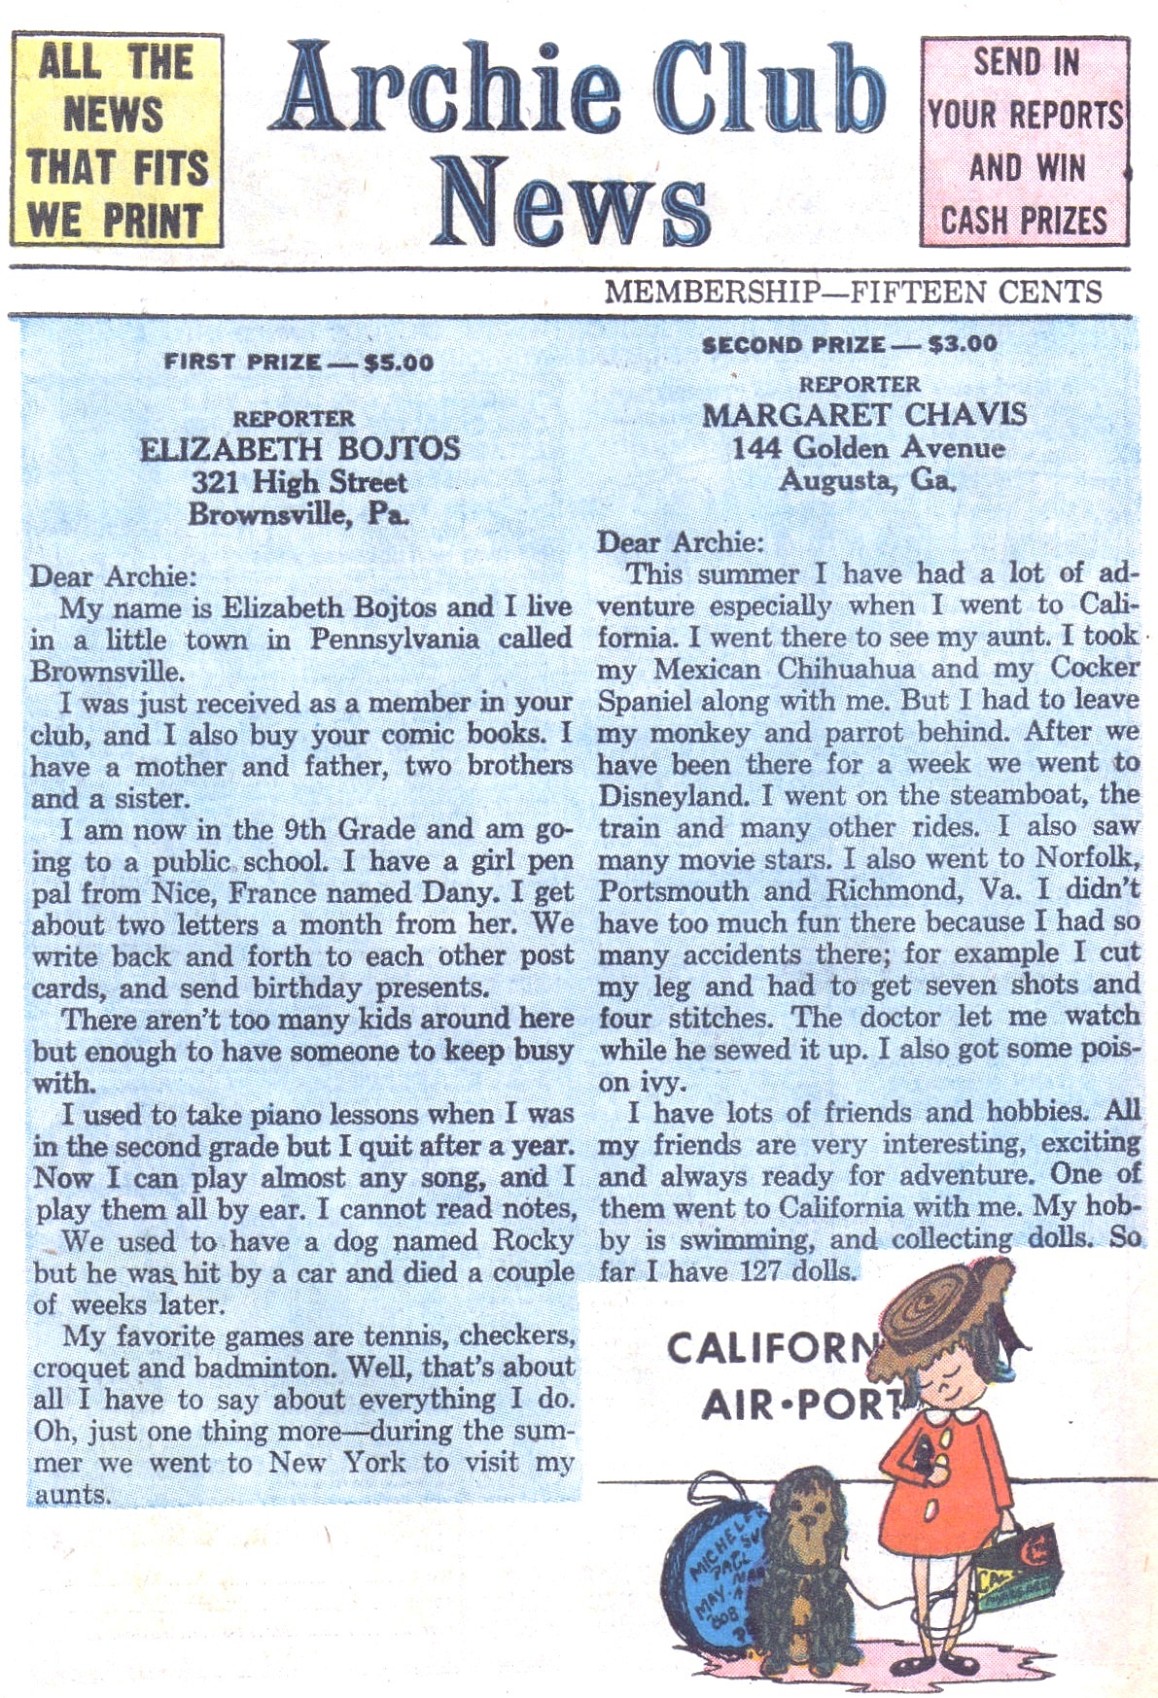 ALL THE
NEWS
THAT FITS
WE PRINT
Archie Club
News
SEND IN
YOUR REPORTS
AND WIN
CASH PRIZES
MEMBERSHIP—FIFTEEN CENTS
FIRST PRIZE — $5.00
REPORTER
ELIZABETH BOJTOS
321 High Street
Brownsville, Pa.
Dear Archie:
My name is Elizabeth Bojtos and I live
in a little town in Pennsylvania called
Brownsville.
I was just received as a member in your
club, and I also buy your comic books. I
have a mother and father, two brothers
and a sister.
I am now in the 9th Grade and am go-
ing to a public school. I have a girl pen
pal from Nice, France named Dany. I get
about two letters a month from her. We
write back and forth to each other post
cards, and send birthday presents.
There aren't too many kids around here
but enough to have someone to keep busy
with.
I used to take piano lessons when I was
in the second grade but I quit after a year.
Now I can play almost any song, and I
play them all by ear. I cannot read notes,
We used to have a dog named Rocky
but he was hit by a car and died a couple
of weeks later.
My favorite games are tennis, checkers,
croquet and badminton. Well, that's about
all I have to say about everything I do.
Oh, just one thing more—during the sum-
mer we went to New York to visit my
aunts.
SECOND PRIZE — $3.00
REPORTER
MARGARET CHAVIS
144 Golden Avenue
Augusta, Ga.
Dear Archie:
This summer I have had a lot of ad-
venture especially when I went to Cali-
fornia. I went there to see my aunt. I took
my Mexican Chihuahua and my Cocker
Spaniel along with me. But I had to leave
my monkey and parrot behind. After we
have been there for a week we went to
Disneyland. I went on the steamboat, the
train and many other rides. I also saw
many movie stars. I also went to Norfolk,
Portsmouth and Richmond, Va. I didn't
have too much fun there because I had so
many accidents there; for example I cut
my leg and had to get seven shots and
four stitches. The doctor let me watch
while he sewed it up. I also got some pois-
on ivy.
I have lots of friends and hobbies. All
my friends are very interesting, exciting
and always ready for adventure. One of
them went to California with me. My hob-
by is swimming, and collecting dolls. So
far I have 127 dolls.
CALIFORN
AIR•PORT
MICHELE
PAUL
MAY
BOB